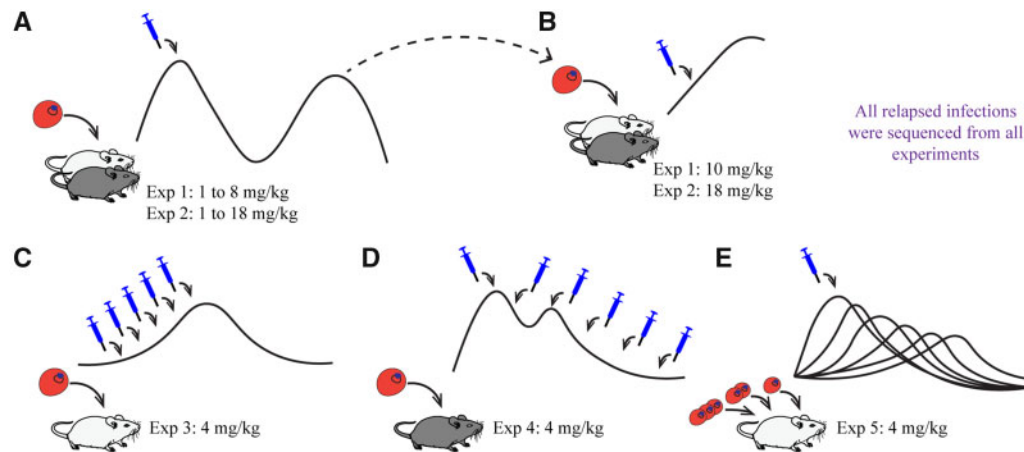 A
B
All relapsed infections
were sequenced from all
experiments
Exp 1: 1 to 8 mg/kg
Exp 2: 1 to 18 mg/kg
Exp 1: 10 mg/kg
Exp 2: 18 mg/kg
C
D
E
Exp 3: 4 mg/kg
Exp 4: 4 mg/kg
Exp 5: 4 mg/kg